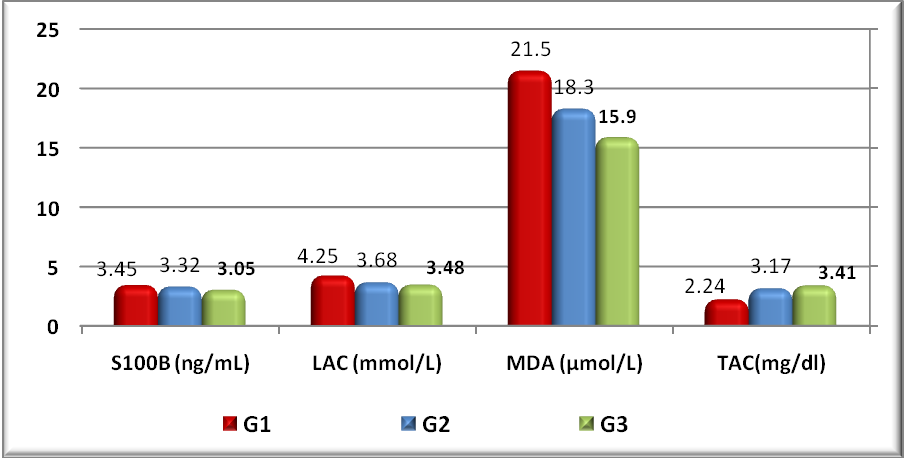 25
20
15
10
5
0
3.45 3.32 3.05
4.25 3.68 3.48
21.5 18.3 15.9
2.24 3.17 3.41
S100B (ng/mL) LAC (mmol/L) MDA (µmol/L) TAC(mg/dl)
G1 G2 G3